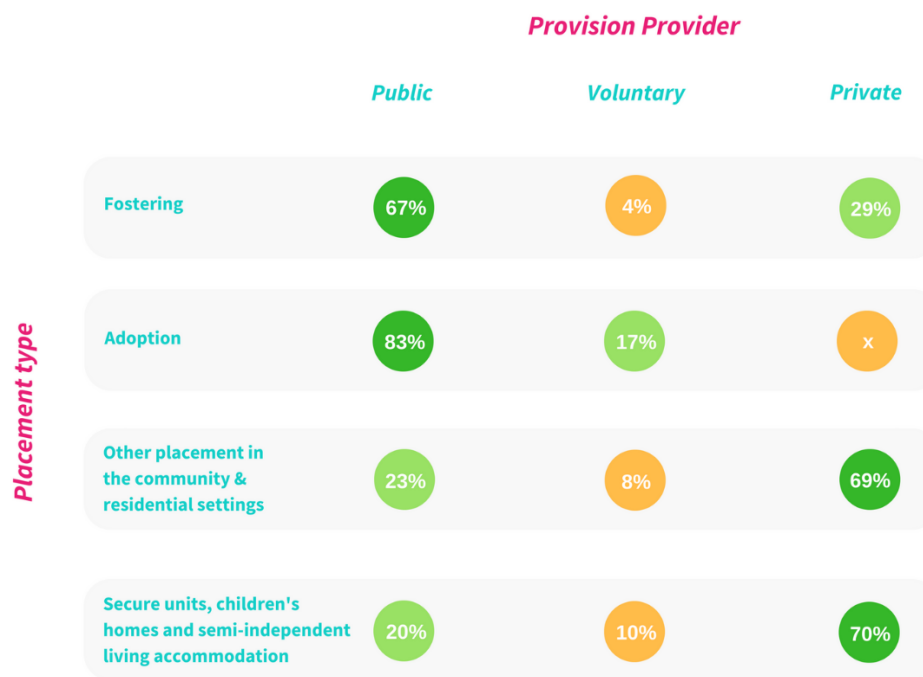 Provision Provider
Public Voluntary Private
Fostering 67% 4% 29%
Placement type
Adoption 83% 17% x
Other placement in
the community & 23% 8% 69%
residential settings
Secure units, children's
homes and semi-independent 20% 10% 70%
living accommodation